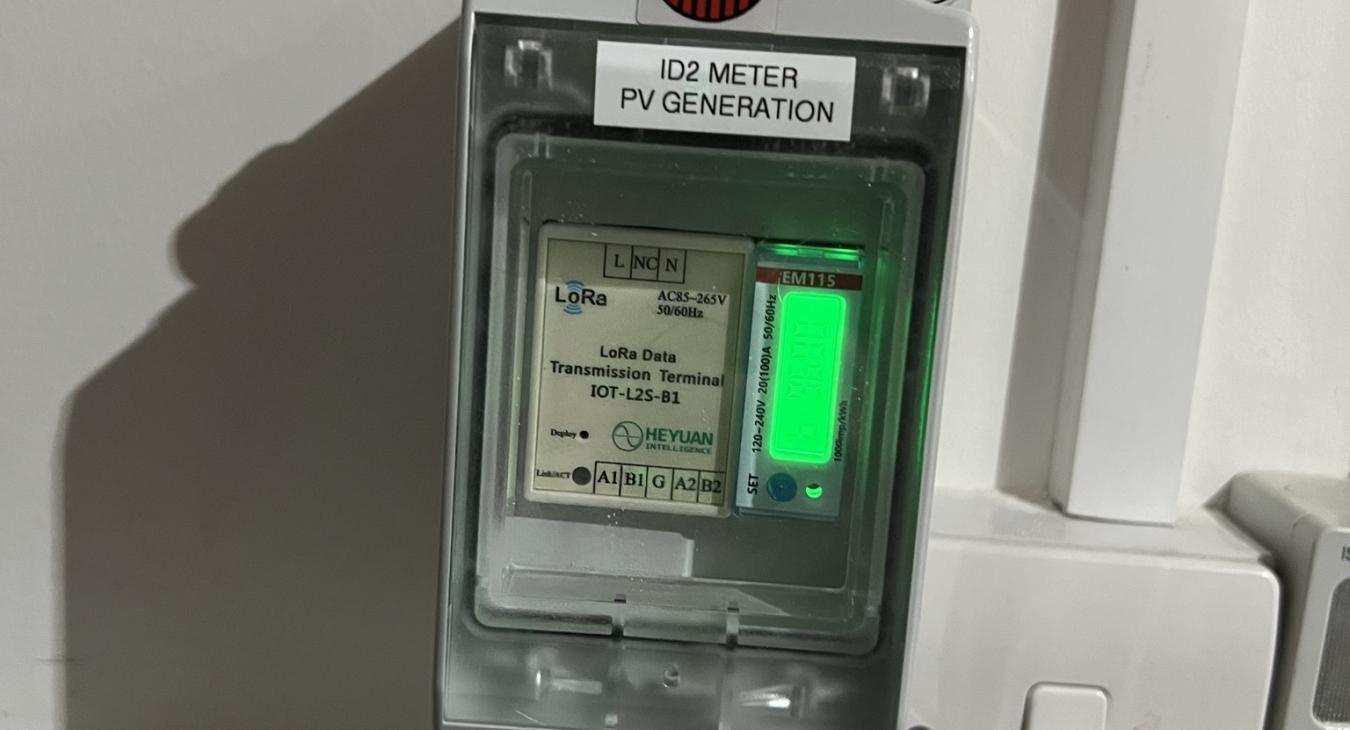 ID2 METER
PV GENERATION
L NC N
LoRa
AC85-265V
50/60Hz
LoRa Data
Transmission Terminal
IOT-L2S-B1
Deploy
HEYUAN
INTELLIGENCE
Link/ACT
A1 B1 G A2 B2
EM115
120-240V 20(100)A 50/60Hz
1000imp/kWh
SET